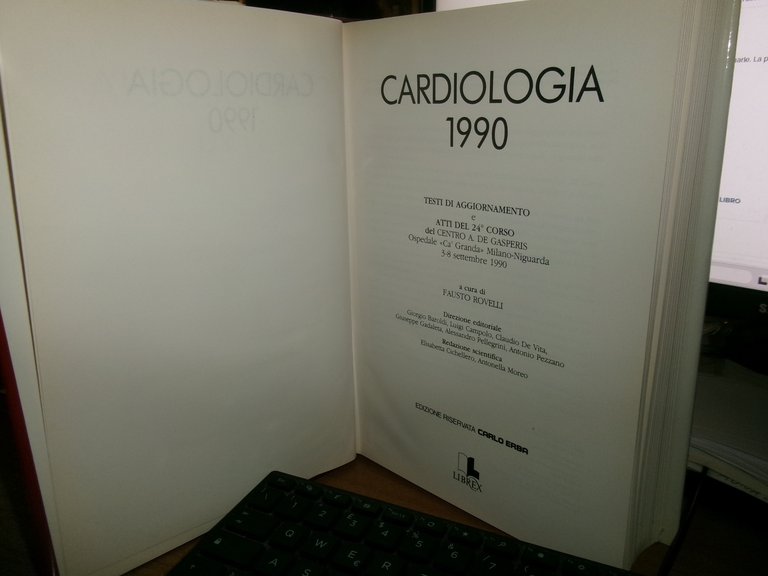 CARDIOLOGIA
1990
TESTI DI AGGIORNAMENTO
e
ATTI DEL 24° CORSO
del CENTRO A. DE GASPERIS
Ospedale «Ca' Granda» Milano-Niguarda
3-8 settembre 1990
a cura di
FAUSTO ROVELLI
Direzione editoriale
Giorgio Baroldi, Luigi Campolo, Claudio De Vita,
Giuseppe Gadaleta, Alessandro Pellegrini, Antonio Pezzano
Redazione scientifica
Elisabetta Cichellero, Antonella Moreo
EDIZIONE RISERVATA CARLO ERBA
LIBREX
LIBRO
Q W E R
A S